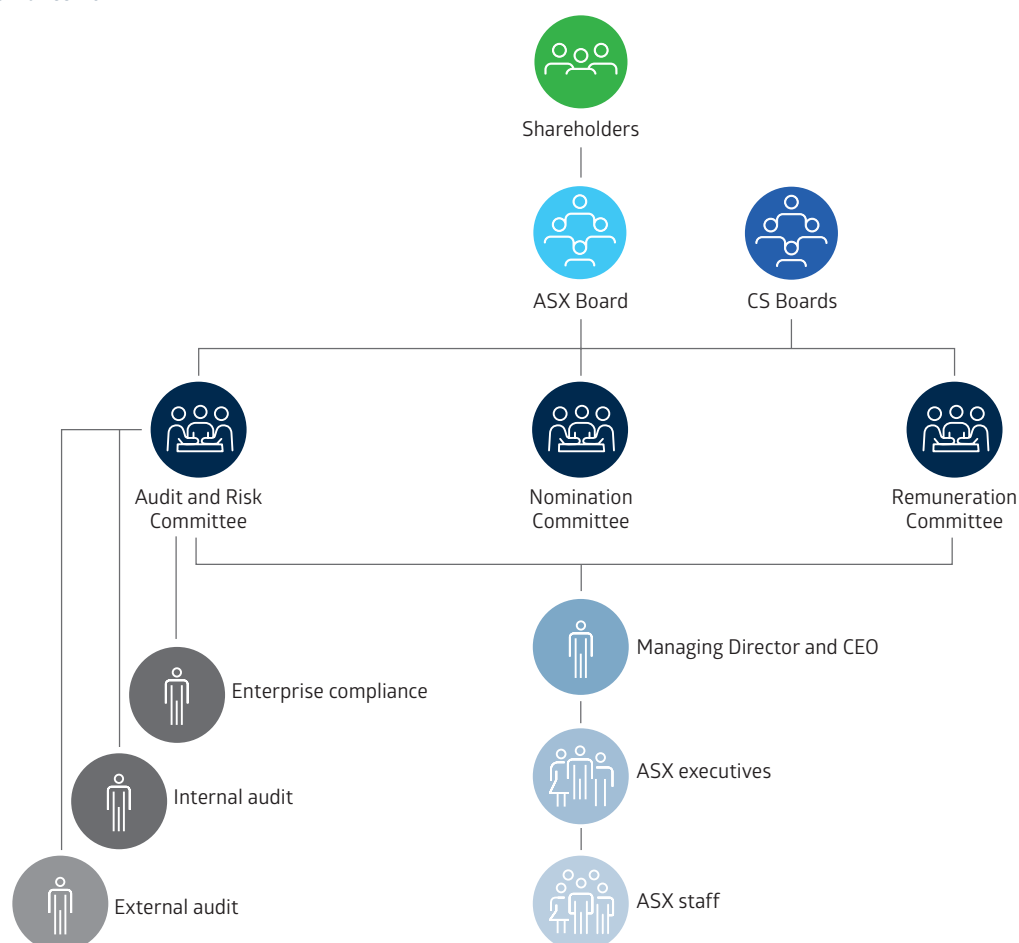 Shareholders
ASX Board
CS Boards
Audit and Risk
Committee
Nomination
Committee
Remuneration
Committee
Managing Director and CEO
Enterprise compliance
ASX executives
Internal audit
ASX staff
External audit